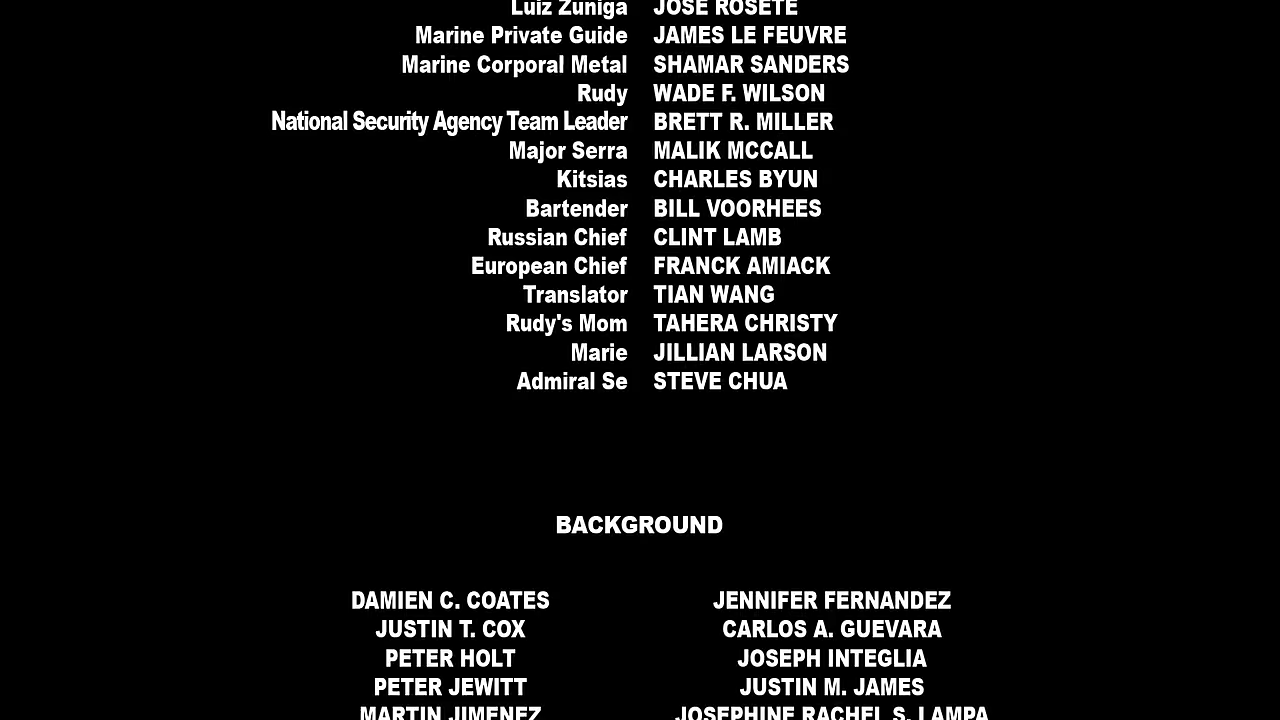 Luiz Zuniga JOSE ROSETE
Marine Private Guide JAMES LE FEUVRE
Marine Corporal Metal SHAMAR SANDERS
Rudy WADE F. WILSON
National Security Agency Team Leader BRETT R. MILLER
Major Serra MALIK MCCALL
Kitsias CHARLES BYUN
Bartender BILL VOORHEES
Russian Chief CLINT LAMB
European Chief FRANCK AMIACK
Translator TIAN WANG
Rudy's Mom TAHERA CHRISTY
Marie JILLIAN LARSON
Admiral Se STEVE CHUA
BACKGROUND
DAMIEN C. COATES JENNIFER FERNANDEZ
JUSTIN T. COX CARLOS A. GUEVARA
PETER HOLT JOSEPH INTEGLIA
PETER JEWITT JUSTIN M. JAMES
MARTIN JIMENEZ JOSEPHINE RACHEL S. LAMPA